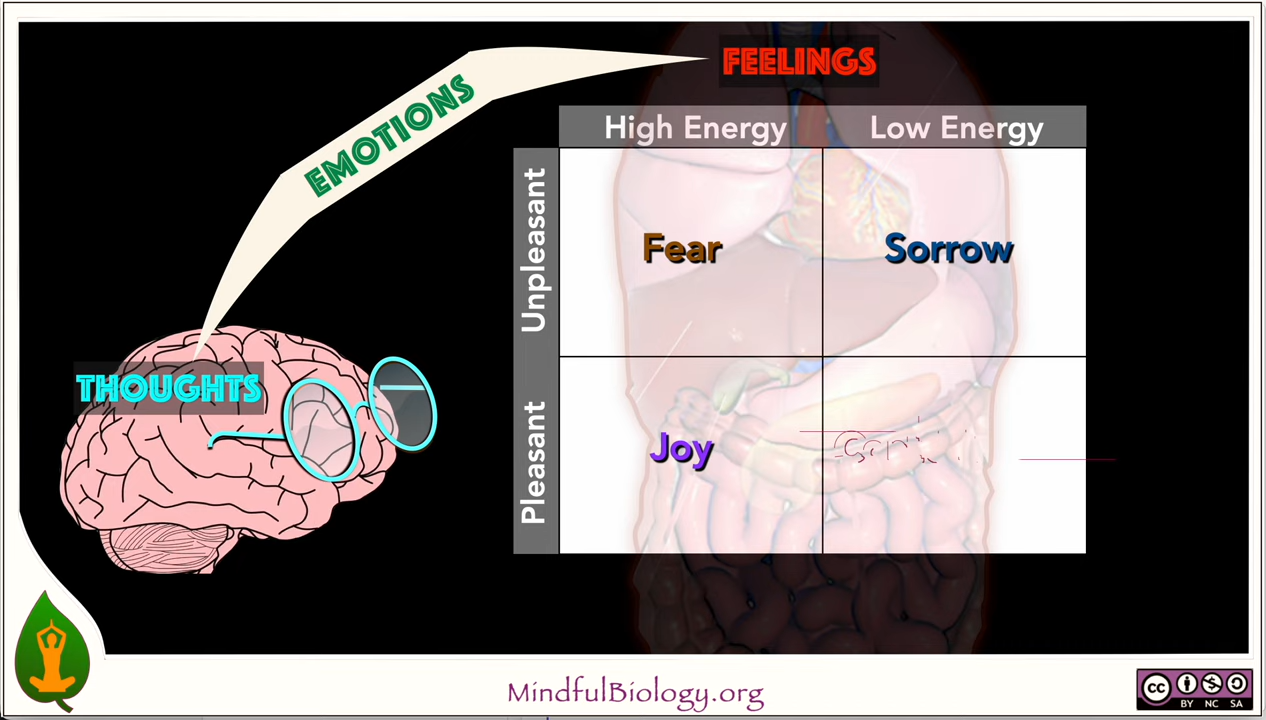 FEELINGS
EMOTIONS
High Energy Low Energy
Unpleasant
Fear Sorrow
THOUGHTS
Pleasant
Joy
MindfulBiology.org
cc
BY NC SA